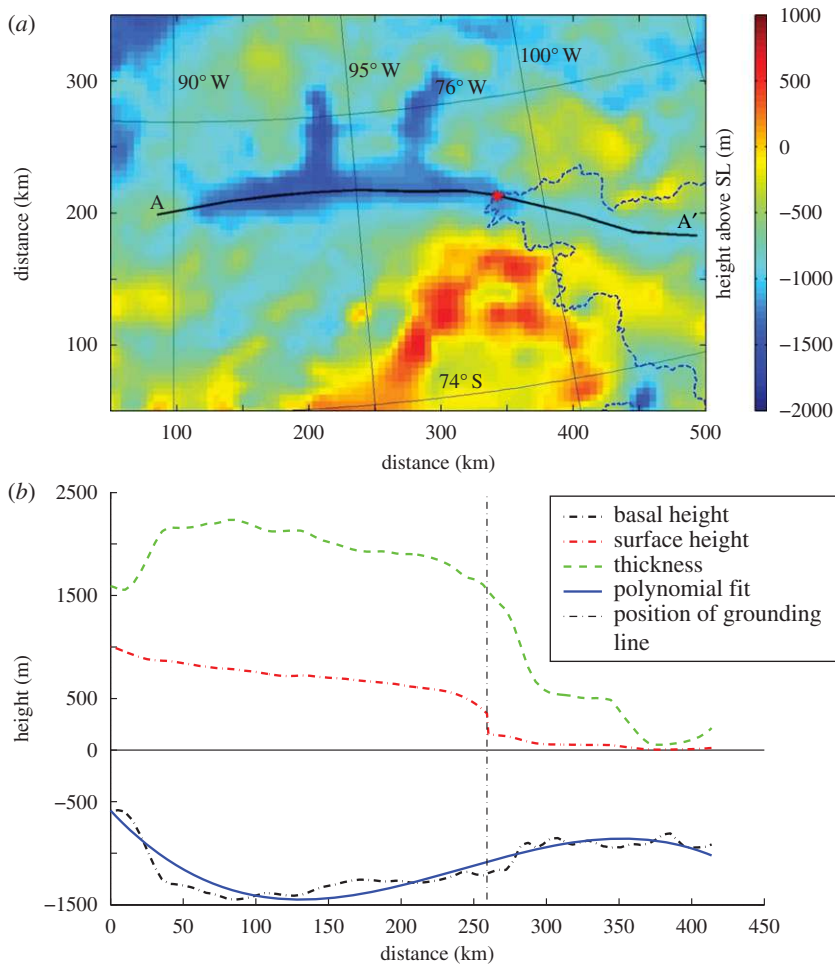 (a)
1000
500
0
−500
−1000
−1500
−2000
height above SL (m)
300
200
100
distance (km)
90° W
95° W
76° W
100° W
A
A′
74° S
100
200
300
400
500
distance (km)
(b)
2500
1500
500
0
−500
−1500
height (m)
basal height
surface height
thickness
polynomial fit
position of grounding
line
0
50
100
150
200
250
300
350
400
450
distance (km)